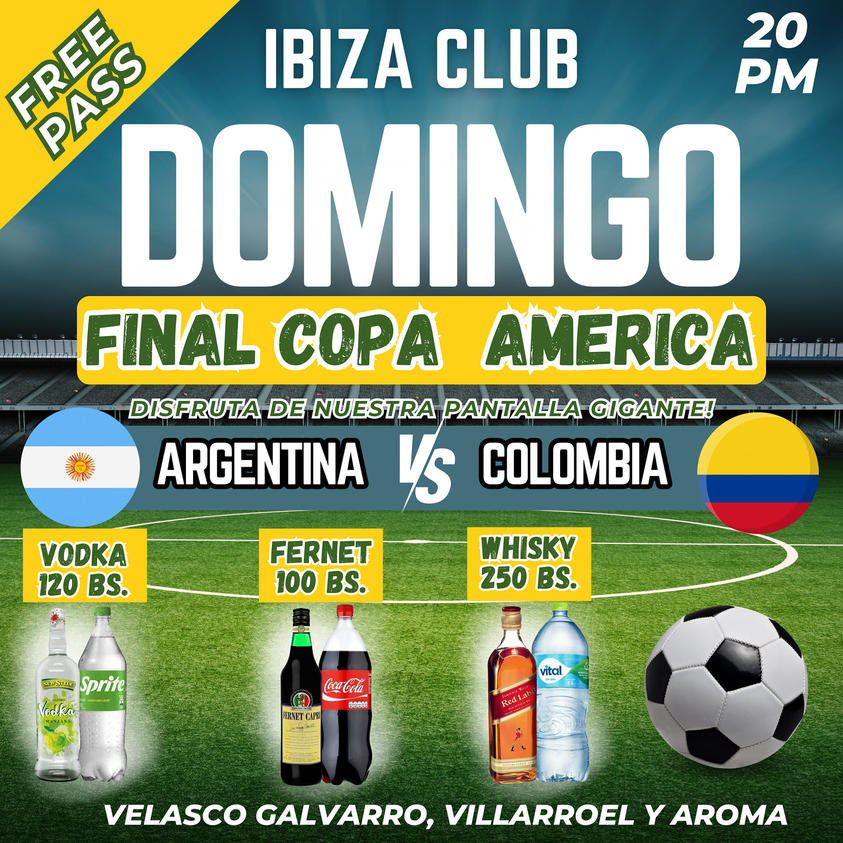 FREE
PASS
IBIZA CLUB
20
PM
DOMINGO
FINAL COPA AMERICA
DISFRUTA DE NUESTRA PANTALLA GIGANTE!
ARGENTINA
VS
COLOMBIA
VODKA
120 BS.
FERNET
100 BS.
WHISKY
250 BS.
Vodka
MANZANA
Sprite
FERNET CAPRI
Coca-Cola
Red Label
vital
VELASCO GALVARRO, VILLARROEL Y AROMA